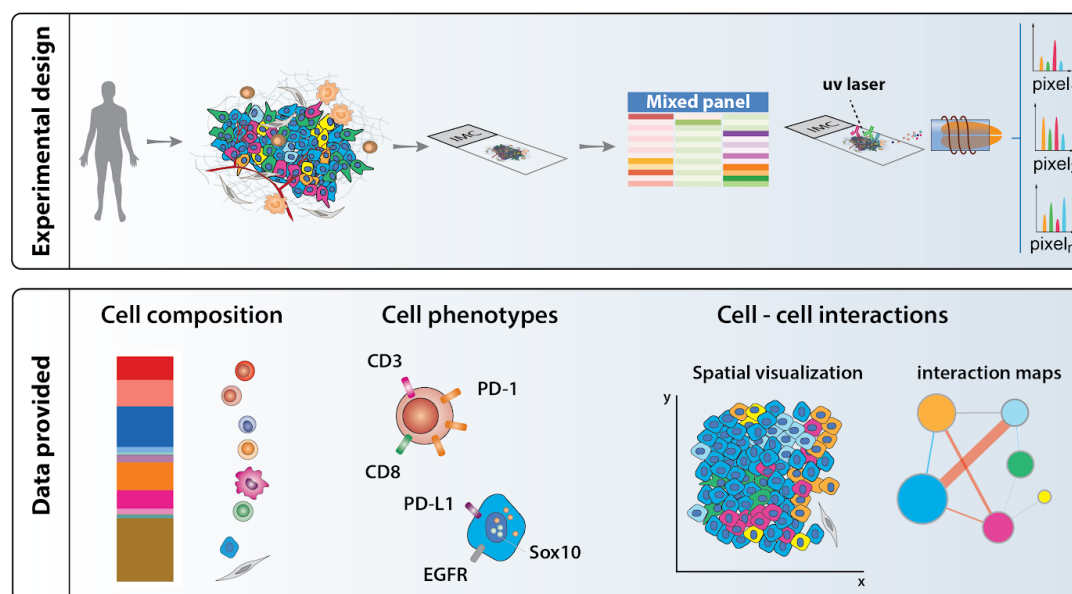 Experimental design
IMC
Mixed panel
uv laser
IMC
pixel
pixel
pixel
Data provided
Cell composition
Cell phenotypes
CD3
PD-1
CD8
PD-L1
Sox10
EGFR
Cell - cell interactions
Spatial visualization
y
x
interaction maps